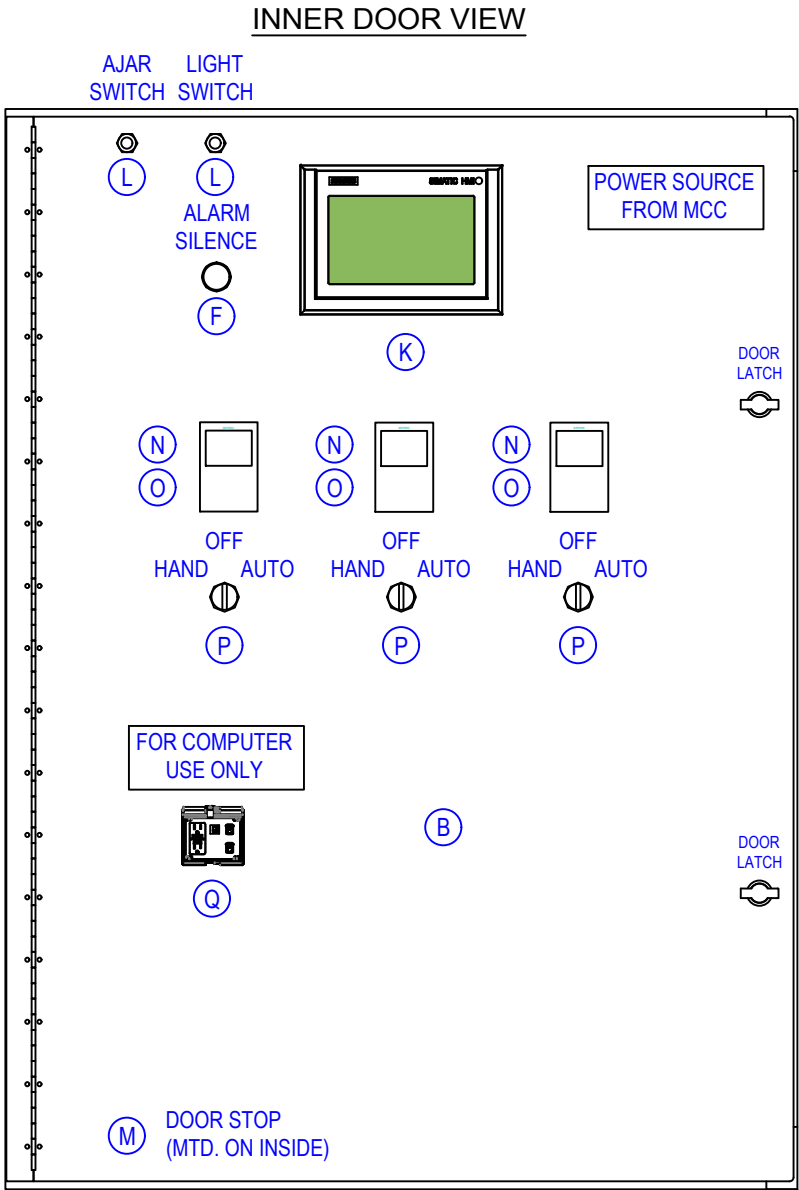 INNER DOOR VIEW
AJAR
SWITCH
LIGHT
SWITCH
L
L
ALARM
SILENCE
F
SIMATIC HMI
K
POWER SOURCE
FROM MCC
DOOR
LATCH
N
O
N
O
N
O
OFF
HAND AUTO
P
OFF
HAND AUTO
P
OFF
HAND AUTO
P
FOR COMPUTER
USE ONLY
Q
B
DOOR
LATCH
M
DOOR STOP
(MTD. ON INSIDE)